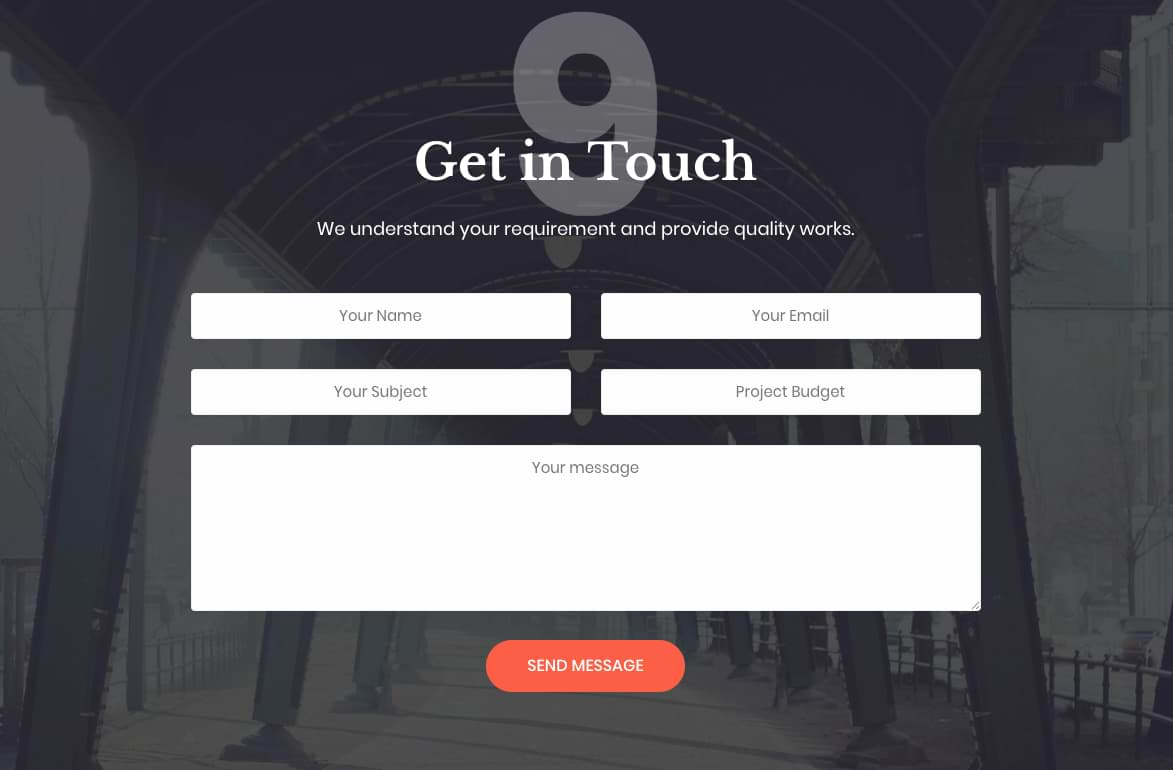 9
Get in Touch
We understand your requirement and provide quality works.
Your Name
Your Email
Your Subject
Project Budget
Your message
SEND MESSAGE